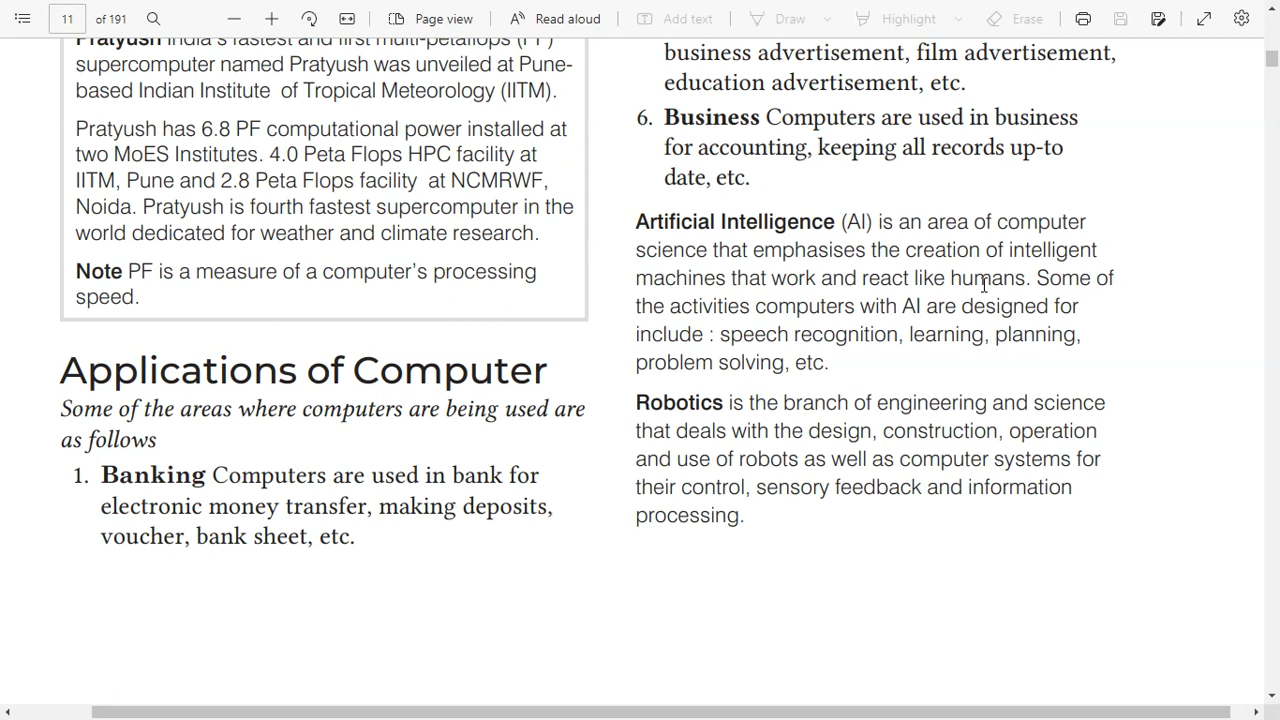 11 of 191 Page view Read aloud Add text Draw Highlight Erase
Pratyush India's fastest and first multi-petaflops (PF)
supercomputer named Pratyush was unveiled at Pune-
based Indian Institute of Tropical Meteorology (IITM).
Pratyush has 6.8 PF computational power installed at
two MoES Institutes. 4.0 Peta Flops HPC facility at
IITM, Pune and 2.8 Peta Flops facility at NCMRWF,
Noida. Pratyush is fourth fastest supercomputer in the
world dedicated for weather and climate research.
Note PF is a measure of a computer's processing
speed.
Applications of Computer
Some of the areas where computers are being used are
as follows
1. Banking Computers are used in bank for
electronic money transfer, making deposits,
voucher, bank sheet, etc.
business advertisement, film advertisement,
education advertisement, etc.
6. Business Computers are used in business
for accounting, keeping all records up-to
date, etc.
Artificial Intelligence (AI) is an area of computer
science that emphasises the creation of intelligent
machines that work and react like humans. Some of
the activities computers with AI are designed for
include : speech recognition, learning, planning,
problem solving, etc.
Robotics is the branch of engineering and science
that deals with the design, construction, operation
and use of robots as well as computer systems for
their control, sensory feedback and information
processing.